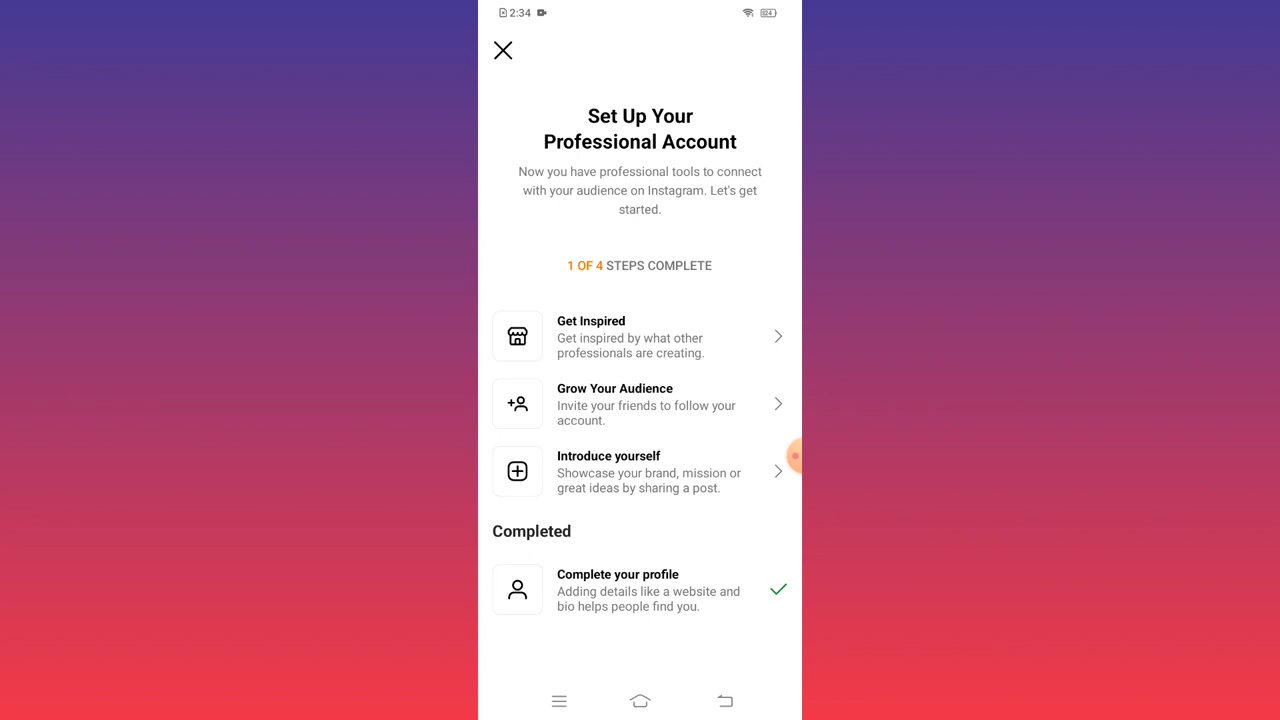 2:34
24
Set Up Your
Professional Account
Now you have professional tools to connect
with your audience on Instagram. Let's get
started.
1 OF 4 STEPS COMPLETE
Get Inspired
Get inspired by what other
professionals are creating.
Grow Your Audience
Invite your friends to follow your
account.
Introduce yourself
Showcase your brand, mission or
great ideas by sharing a post.
Completed
Complete your profile
Adding details like a website and
bio helps people find you.